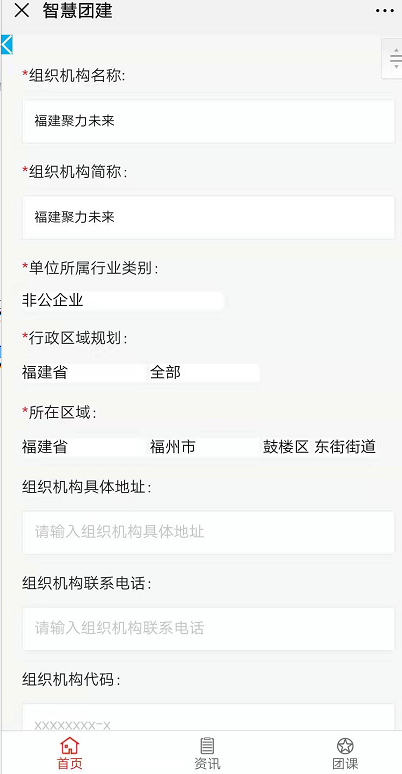 智慧团建
*组织机构名称:
福建聚力未来
*组织机构简称:
福建聚力未来
*单位所属行业类别:
非公企业
*行政区域规划:
福建省 全部
*所在区域:
福建省 福州市 鼓楼区 东街街道
组织机构具体地址:
请输入组织机构具体地址
组织机构联系电话:
请输入组织机构联系电话
组织机构代码:
xxxxxxxx-x
首页 资讯 团课